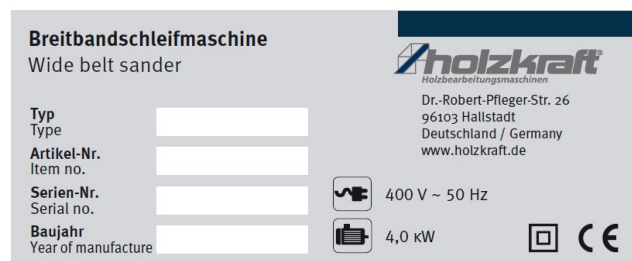 Breitbandschleifmaschine
Wide belt sander
holzkraft®
Holzbearbeitungsmaschinen
Dr.-Robert-Pfleger-Str. 26
96103 Hallstadt
Deutschland / Germany
www.holzkraft.de
Typ
Type
Artikel-Nr.
Item no.
Serien-Nr.
Serial no.
Baujahr
Year of manufacture
400 V ~ 50 Hz
4,0 KW
CE